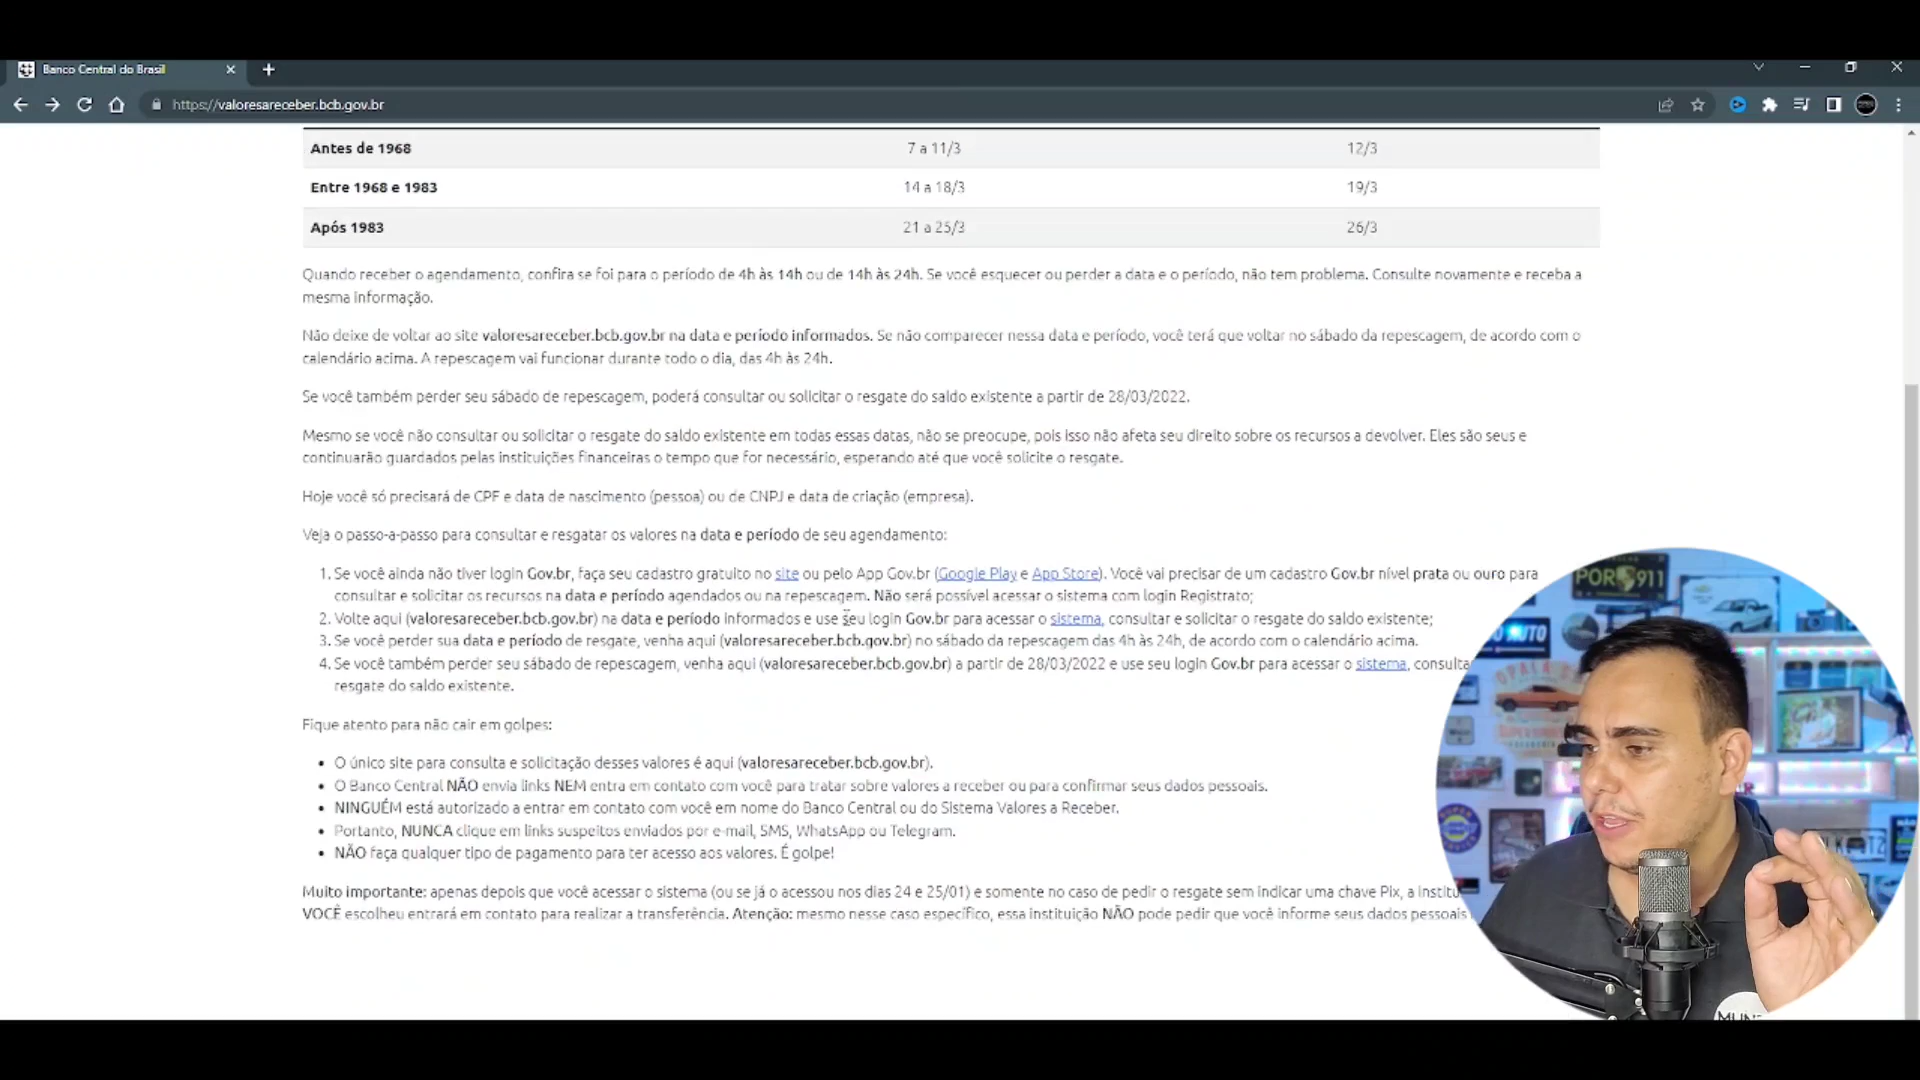 Banco Central do Brasil
https://valoresareceber.bcb.gov.br
Antes de 1968 7 a 11/3 12/3
Entre 1968 e 1983 14 a 18/3 19/3
Após 1983 21 a 25/3 26/3
Quando receber o agendamento, confira se foi para o período de 4h às 14h ou de 14h às 24h. Se você esquecer ou perder a data e o período, não tem problema. Consulte novamente e receba a
mesma informação.
Não deixe de voltar ao site valoresareceber.bcb.gov.br na data e período informados. Se não comparecer nessa data e período, você terá que voltar no sábado da repescagem, de acordo com o
calendário acima. A repescagem vai funcionar durante todo o dia, das 4h às 24h.
Se você também perder seu sábado de repescagem, poderá consultar ou solicitar o resgate do saldo existente a partir de 28/03/2022.
Mesmo se você não consultar ou solicitar o resgate do saldo existente em todas essas datas, não se preocupe, pois isso não afeta seu direito sobre os recursos a devolver. Eles são seus e
continuarão guardados pelas instituições financeiras o tempo que for necessário, esperando até que você solicite o resgate.
Hoje você só precisará de CPF e data de nascimento (pessoa) ou de CNPJ e data de criação (empresa).
Veja o passo-a-passo para consultar e resgatar os valores na data e período de seu agendamento:
1. Se você ainda não tiver login Gov.br, faça seu cadastro gratuito no site ou pelo App Gov.br (Google Play e App Store). Você vai precisar de um cadastro Gov.br nível prata ou ouro para
consultar e solicitar os recursos na data e período agendados ou na repescagem. Não será possível acessar o sistema com login Registrato;
2. Volte aqui (valoresareceber.bcb.gov.br) na data e período informados e use seu login Gov.br para acessar o sistema, consultar e solicitar o resgate do saldo existente;
3. Se você perder sua data e período de resgate, venha aqui (valoresareceber.bcb.gov.br) no sábado da repescagem das 4h às 24h, de acordo com o calendário acima.
4. Se você também perder seu sábado de repescagem, venha aqui (valoresareceber.bcb.gov.br) a partir de 28/03/2022 e use seu login Gov.br para acessar o sistema, consulta
resgate do saldo existente.
Fique atento para não cair em golpes:
• O único site para consulta e solicitação desses valores é aqui (valoresareceber.bcb.gov.br).
• O Banco Central NÃO envia links NEM entra em contato com você para tratar sobre valores a receber ou para confirmar seus dados pessoais.
• NINGUÉM está autorizado a entrar em contato com você em nome do Banco Central ou do Sistema Valores a Receber.
• Portanto, NUNCA clique em links suspeitos enviados por e-mail, SMS, WhatsApp ou Telegram.
• NÃO faça qualquer tipo de pagamento para ter acesso aos valores. É golpe!
Muito importante: apenas depois que você acessar o sistema (ou se já o acessou nos dias 24 e 25/01) e somente no caso de pedir o resgate sem indicar uma chave Pix, a institu
VOCÊ escolheu entrará em contato para realizar a transferência. Atenção: mesmo nesse caso específico, essa instituição NÃO pode pedir que você informe seus dados pessoais
POR 911
OPALA